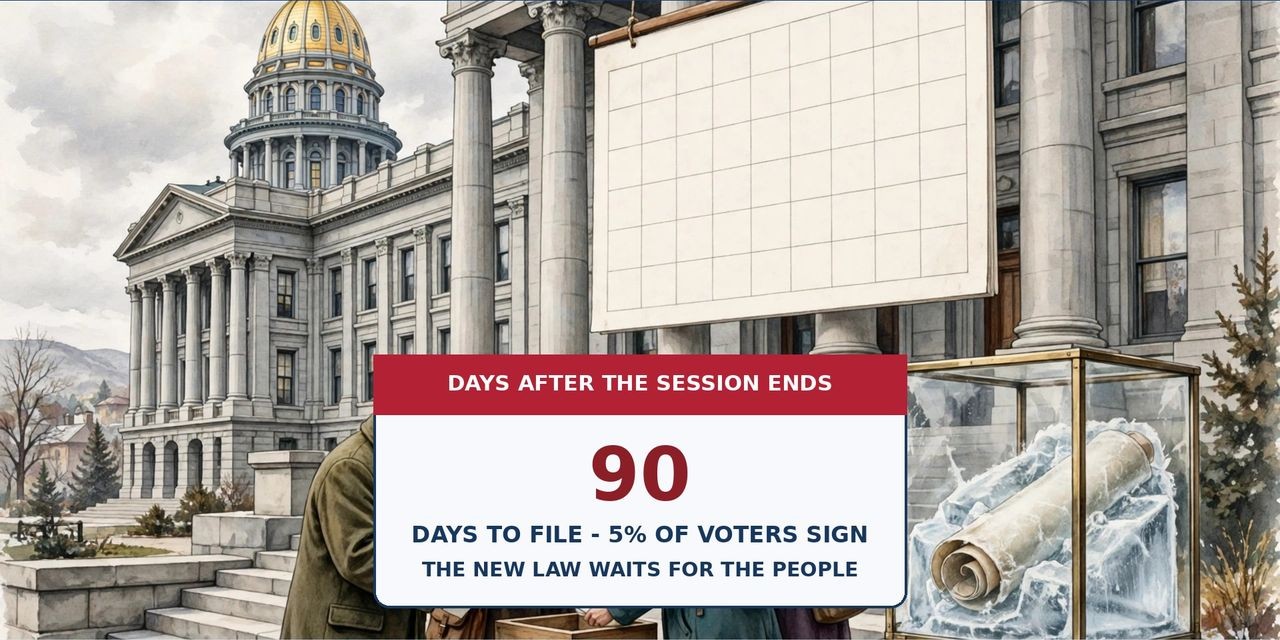 DAYS AFTER THE SESSION ENDS
90
DAYS TO FILE - 5% OF VOTERS SIGN
THE NEW LAW WAITS FOR THE PEOPLE